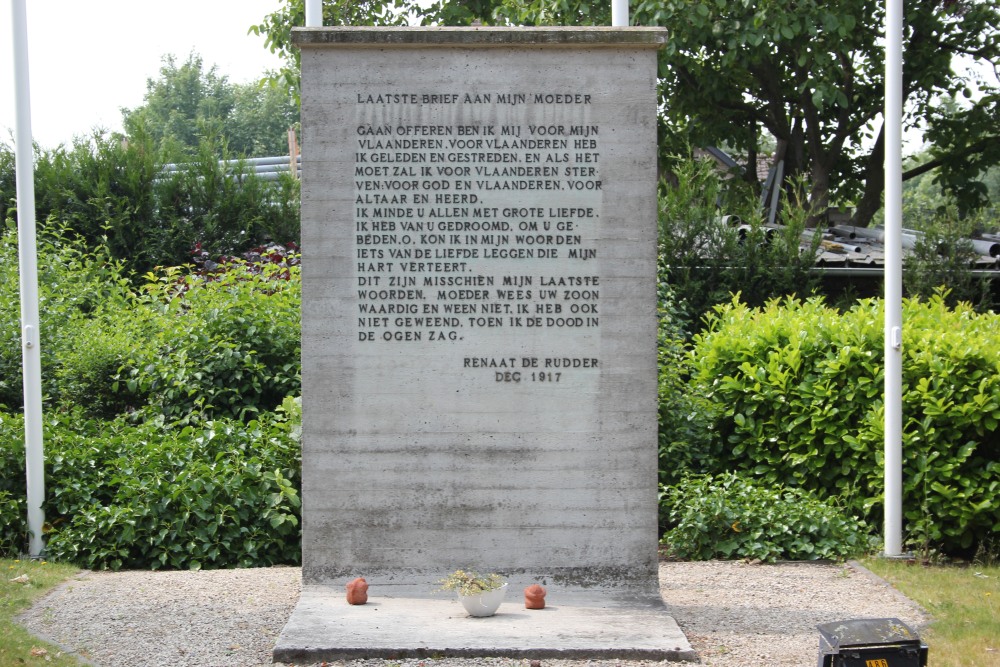 LAATSTE BRIEF AAN MIJN MOEDER
GAAN OFFEREN BEN IK MIJ VOOR MIJN
VLAANDEREN. VOOR VLAANDEREN HEB
IK GELEDEN EN GESTREDEN. EN ALS HET
MOET ZAL IK VOOR VLAANDEREN STER-
VEN: VOOR GOD EN VLAANDEREN, VOOR
ALTAAR EN HEERD.
IK MINDE U ALLEN MET GROTE LIEFDE.
IK HEB VAN U GEDROOMD. OM U GE-
BEDEN. O, KON IK IN MIJN WOORDEN
IETS VAN DE LIEFDE LEGGEN DIE MIJN
HART VERTEERT.
DIT ZIJN MISSCHIEN MIJN LAATSTE
WOORDEN. MOEDER WEES UW ZOON
WAARDIG EN WEEN NIET. IK HEB OOK
NIET GEWEEND, TOEN IK DE DOOD IN
DE OGEN ZAG.
RENAAT DE RUDDER
DEC 1917
486